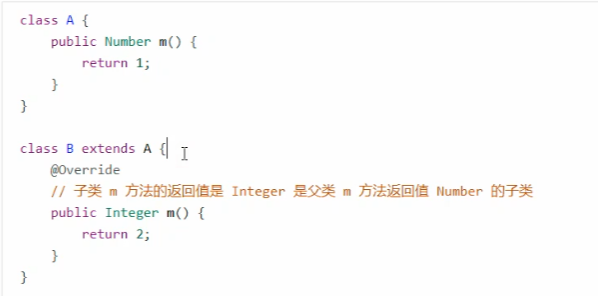 class A {
    public Number m() {
        return 1;
    }
}
class B extends A {
    @Override
    // 子类 m 方法的返回值是 Integer 是父类 m 方法返回值 Number 的子类
    public Integer m() {
        return 2;
    }
}